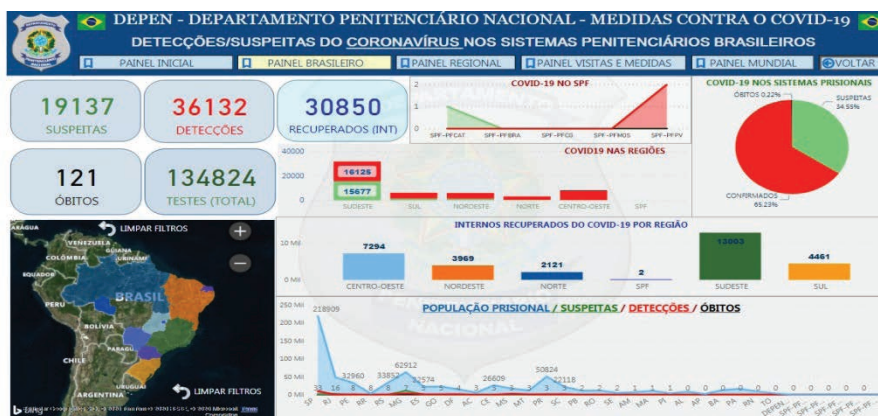 DEPEN - DEPARTAMENTO PENITENCIÁRIO NACIONAL - MEDIDAS CONTRA O COVID-19
DETECÇÕES/SUSPEITAS DO CORONAVÍRUS NOS SISTEMAS PENITENCIÁRIOS BRASILEIROS
PAINEL INICIAL
PAINEL BRASILEIRO
PAINEL REGIONAL
PAINEL VISITAS E MEDIDAS
PAINEL MUNDIAL
VOLTAR
19137
SUSPEITAS
36132
DETECÇÕES
30850
RECUPERADOS (INT)
121
ÓBITOS
134824
TESTES (TOTAL)
COVID-19 NO SPF
2
1
0
SPF-PFCAT SPF-PFBRA SPF-PFCG SPF-PFMOS SPF-PFPV
COVID-19 NOS SISTEMAS PRISIONAIS
ÓBITOS 0.22%
SUSPEITAS
34.55%
CONFIRMADOS
65.23%
COVID19 NAS REGIÕES
40000
20000
0
16125
15677
SUDESTE SUL NORDESTE NORTE CENTRO-OESTE SPF
INTERNOS RECUPERADOS DO COVID-19 POR REGIÃO
10 Mil
0 Mil
7294 3969 2121 2 13003 4461
CENTRO-OESTE NORDESTE NORTE SPF SUDESTE SUL
POPULAÇÃO PRISIONAL / SUSPEITAS / DETECÇÕES / ÓBITOS
250 Mil
200 Mil
150 Mil
100 Mil
50 Mil
0 Mil
218909
32960 33852 62912 22574 26609 50824 22118
SP RJ PE RR RS MG ES GO DF AC CE MS MT PR SC PB RO SE AM MA PI AL AP BA PA RN TO
LIMPAR FILTROS
VENEZUELA
GUIANA
SURINAME
COLÔMBIA
EQUADOR
BRASIL
PERU
BOLÍVIA
PARAGU
CHILE
URUGUAI
ARGENTINA
LIMPAR FILTROS